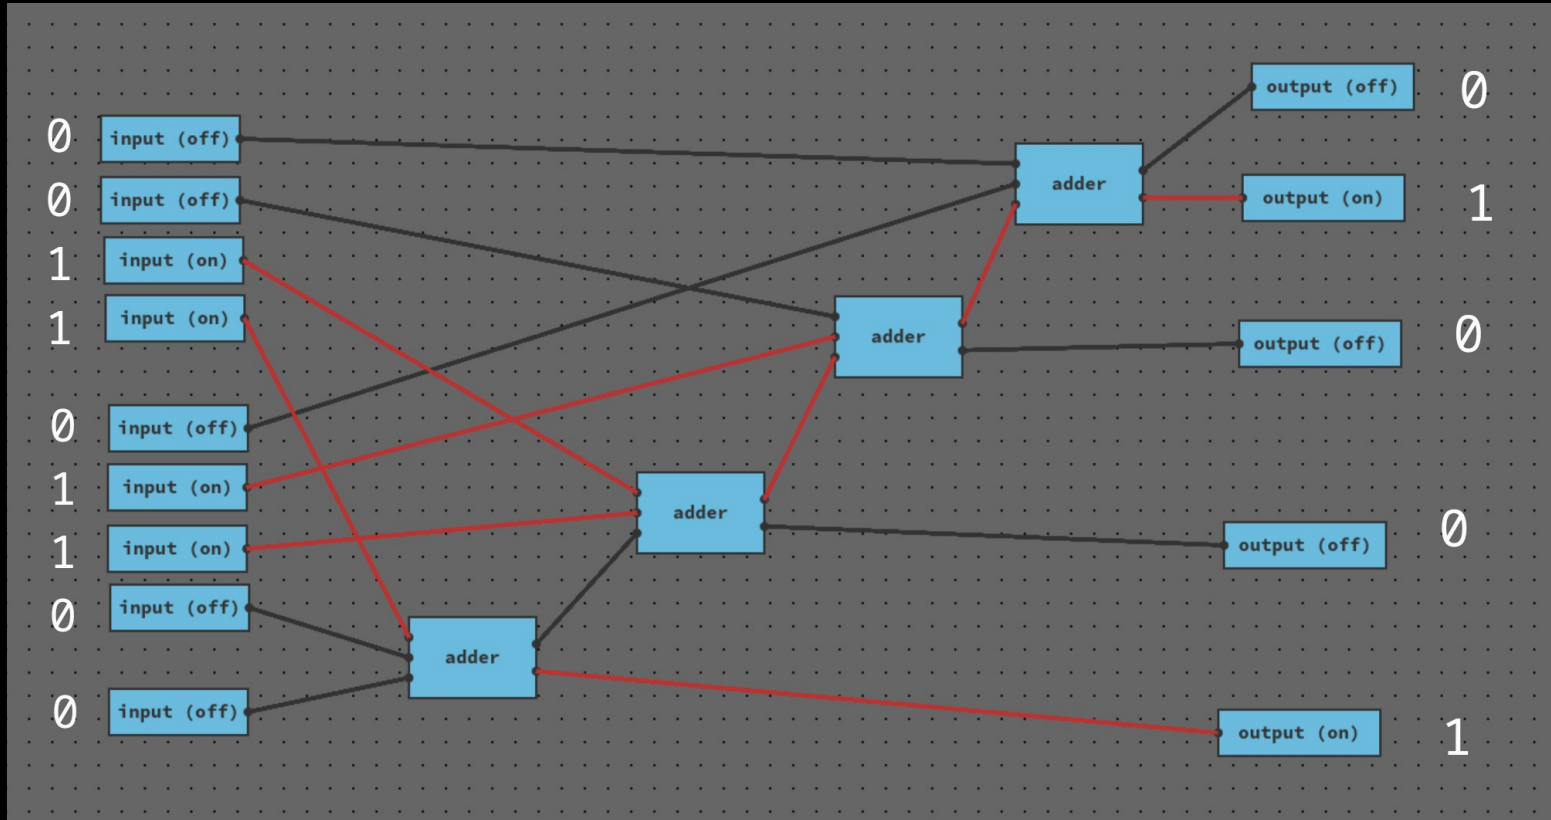 output (off) 0
0 input (off)
adder
0 input (off)
output (on) 1
1 input (on)
1 input (on)
adder
output (off) 0
0 input (off)
1 input (on)
adder
1 input (on)
output (off) 0
0 input (off)
adder
0 input (off)
output (on) 1